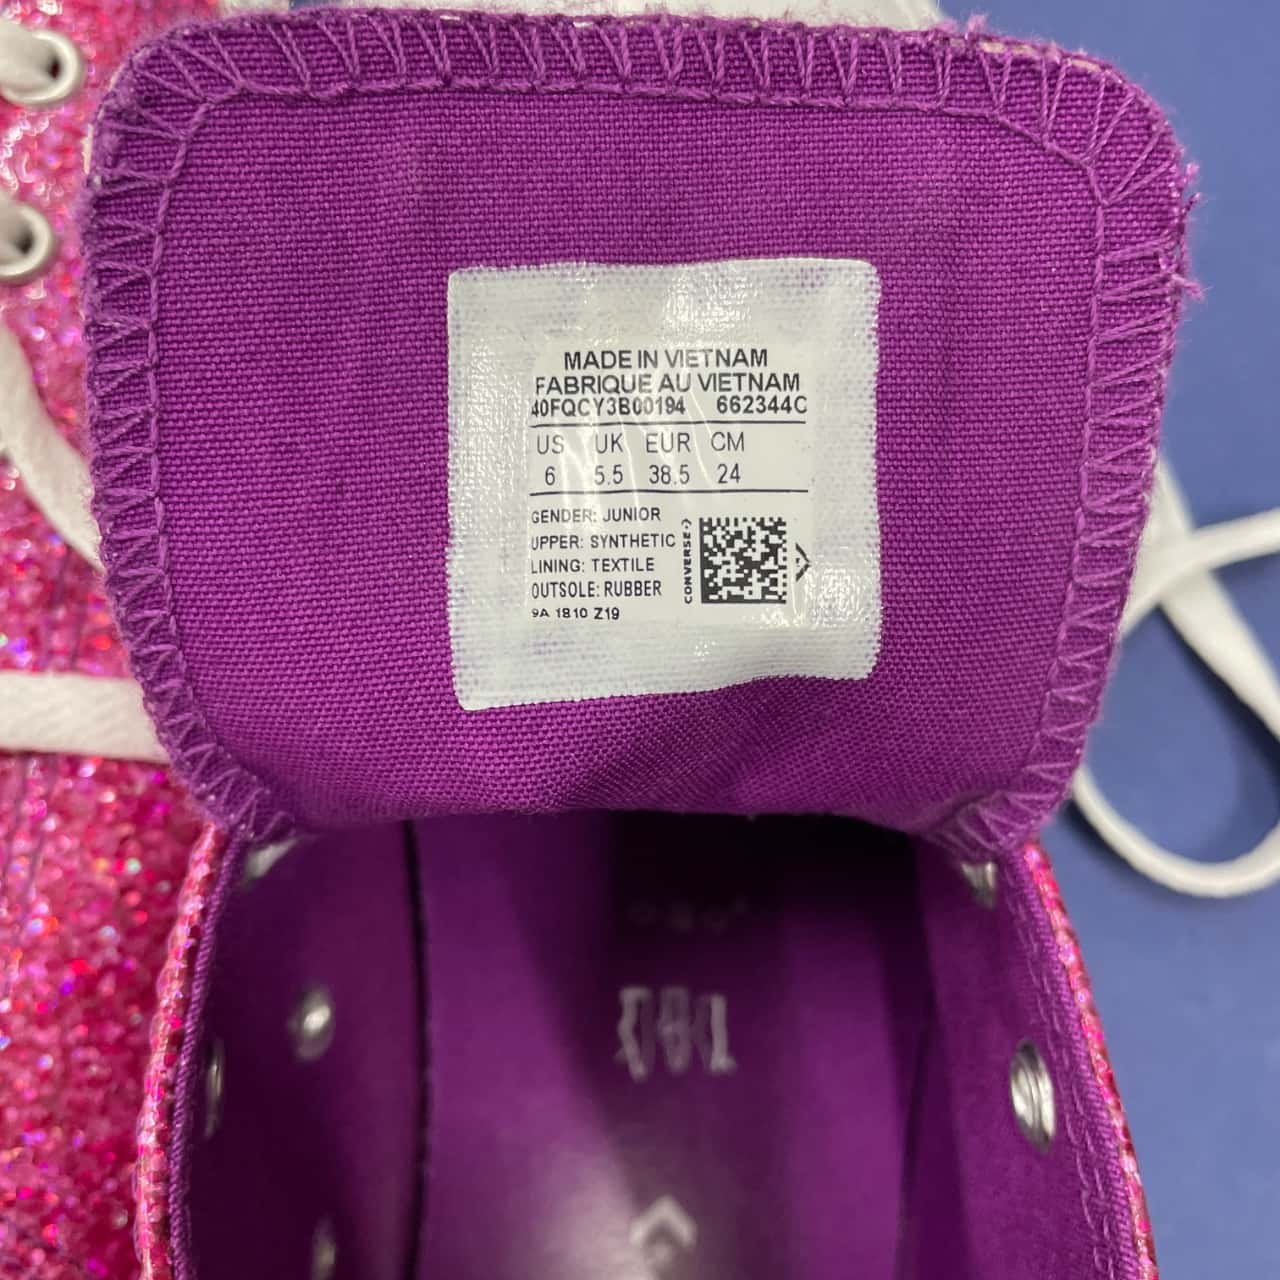 MADE IN VIETNAM
FABRIQUE AU VIETNAM
40FQCY3B00194 662344C
US UK EUR CM
6 5.5 38.5 24
GENDER: JUNIOR
UPPER: SYNTHETIC
LINING: TEXTILE
OUTSOLE: RUBBER
9A 1810 Z19
CONVERSE